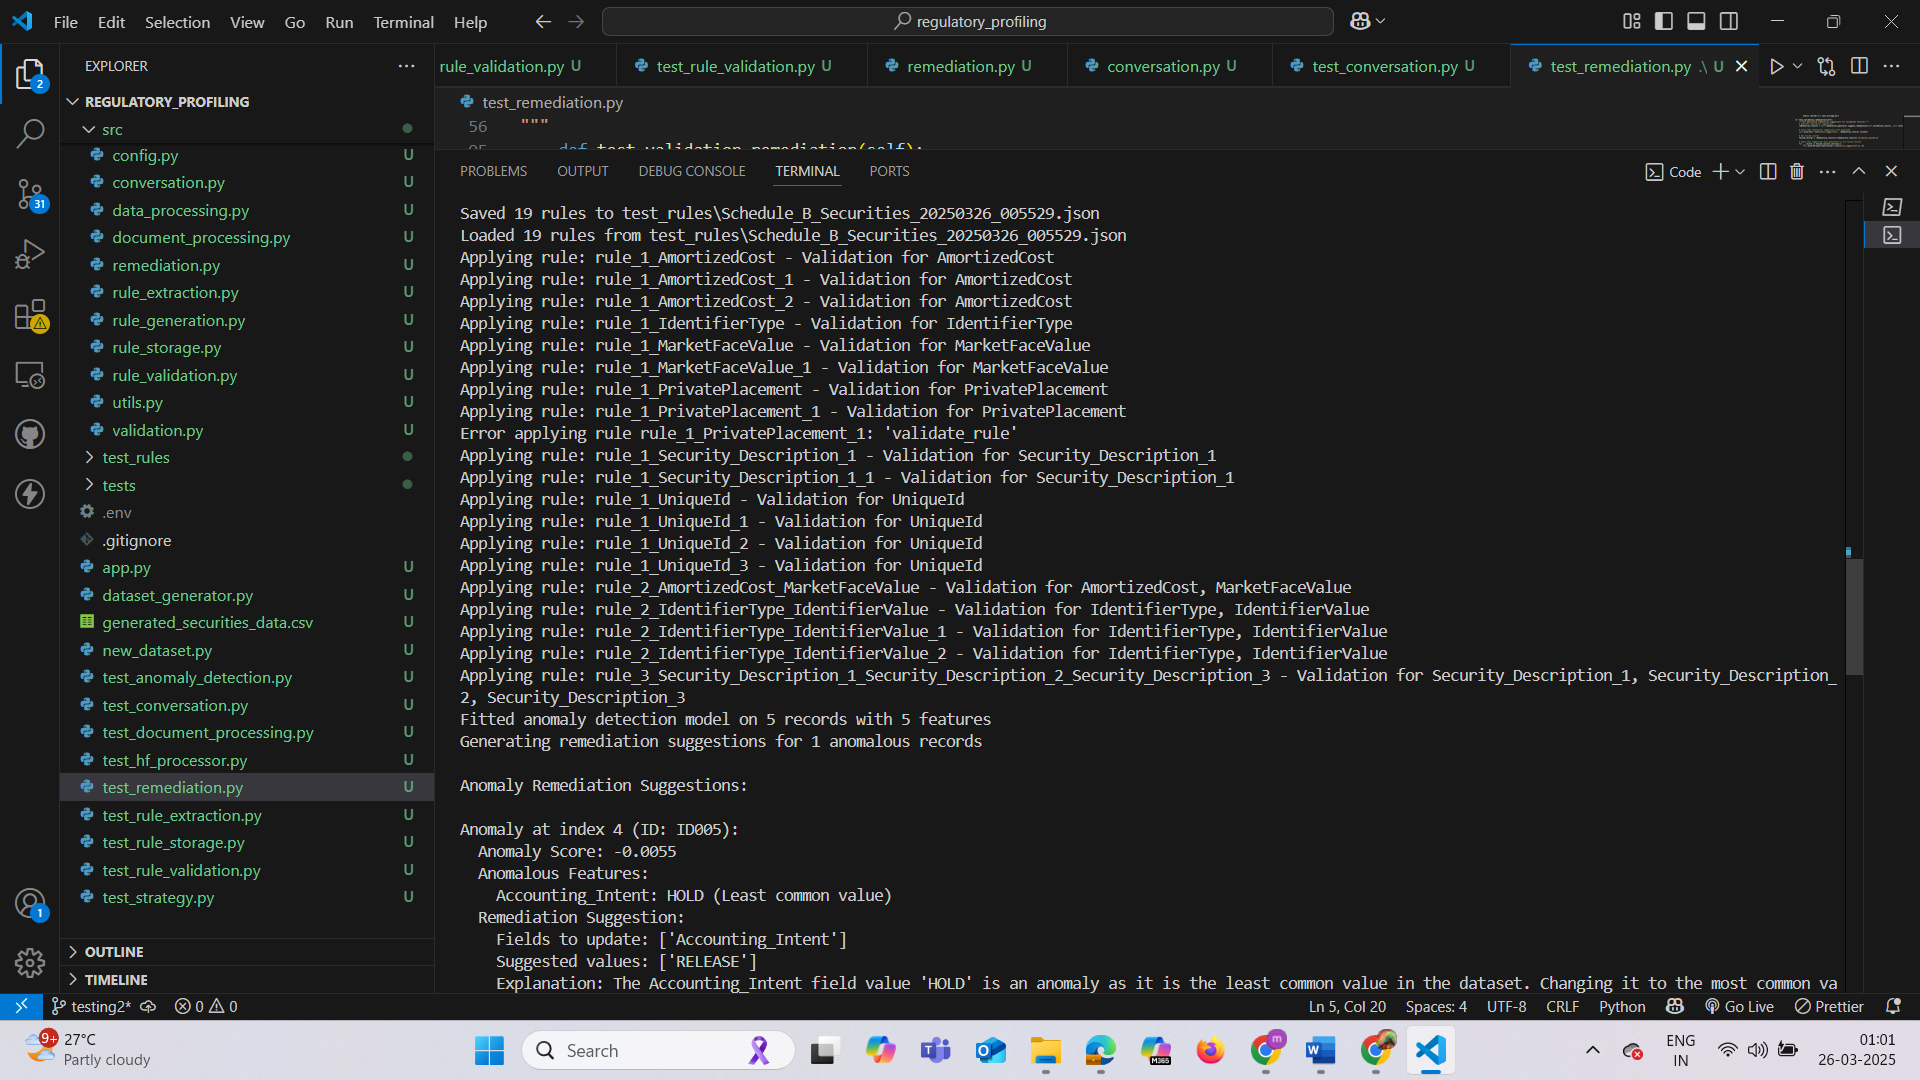 File Edit Selection View Go Run Terminal Help
regulatory_profiling
EXPLORER
REGULATORY_PROFILING
src
config.py U
conversation.py U
data_processing.py U
document_processing.py U
remediation.py U
rule_extraction.py U
rule_generation.py U
rule_storage.py U
rule_validation.py U
utils.py U
validation.py U
test_rules
tests
.env
.gitignore
app.py U
dataset_generator.py U
generated_securities_data.csv U
new_dataset.py U
test_anomaly_detection.py U
test_conversation.py U
test_document_processing.py U
test_hf_processor.py U
test_remediation.py U
test_rule_extraction.py U
test_rule_storage.py U
test_rule_validation.py U
test_strategy.py U
OUTLINE
TIMELINE
2
31
1
rule_validation.py U
test_rule_validation.py U
remediation.py U
conversation.py U
test_conversation.py U
test_remediation.py .\ U
test_remediation.py
56 """
def test_validation_remediation(self):
PROBLEMS OUTPUT DEBUG CONSOLE TERMINAL PORTS
Code
Saved 19 rules to test_rules\Schedule_B_Securities_20250326_005529.json
Loaded 19 rules from test_rules\Schedule_B_Securities_20250326_005529.json
Applying rule: rule_1_AmortizedCost - Validation for AmortizedCost
Applying rule: rule_1_AmortizedCost_1 - Validation for AmortizedCost
Applying rule: rule_1_AmortizedCost_2 - Validation for AmortizedCost
Applying rule: rule_1_IdentifierType - Validation for IdentifierType
Applying rule: rule_1_MarketFaceValue - Validation for MarketFaceValue
Applying rule: rule_1_MarketFaceValue_1 - Validation for MarketFaceValue
Applying rule: rule_1_PrivatePlacement - Validation for PrivatePlacement
Applying rule: rule_1_PrivatePlacement_1 - Validation for PrivatePlacement
Error applying rule rule_1_PrivatePlacement_1: 'validate_rule'
Applying rule: rule_1_Security_Description_1 - Validation for Security_Description_1
Applying rule: rule_1_Security_Description_1_1 - Validation for Security_Description_1
Applying rule: rule_1_UniqueId - Validation for UniqueId
Applying rule: rule_1_UniqueId_1 - Validation for UniqueId
Applying rule: rule_1_UniqueId_2 - Validation for UniqueId
Applying rule: rule_1_UniqueId_3 - Validation for UniqueId
Applying rule: rule_2_AmortizedCost_MarketFaceValue - Validation for AmortizedCost, MarketFaceValue
Applying rule: rule_2_IdentifierType_IdentifierValue - Validation for IdentifierType, IdentifierValue
Applying rule: rule_2_IdentifierType_IdentifierValue_1 - Validation for IdentifierType, IdentifierValue
Applying rule: rule_2_IdentifierType_IdentifierValue_2 - Validation for IdentifierType, IdentifierValue
Applying rule: rule_3_Security_Description_1_Security_Description_2_Security_Description_3 - Validation for Security_Description_1, Security_Description_
2, Security_Description_3
Fitted anomaly detection model on 5 records with 5 features
Generating remediation suggestions for 1 anomalous records
Anomaly Remediation Suggestions:
Anomaly at index 4 (ID: ID005):
Anomaly Score: -0.0055
Anomalous Features:
Accounting_Intent: HOLD (Least common value)
Remediation Suggestion:
Fields to update: ['Accounting_Intent']
Suggested values: ['RELEASE']
Explanation: The Accounting_Intent field value 'HOLD' is an anomaly as it is the least common value in the dataset. Changing it to the most common va
testing2* 0 0 Ln 5, Col 20 Spaces: 4 UTF-8 CRLF Python Go Live Prettier
9+
27°C
Partly cloudy
Search
M365
m
ENG
IN
01:01
26-03-2025